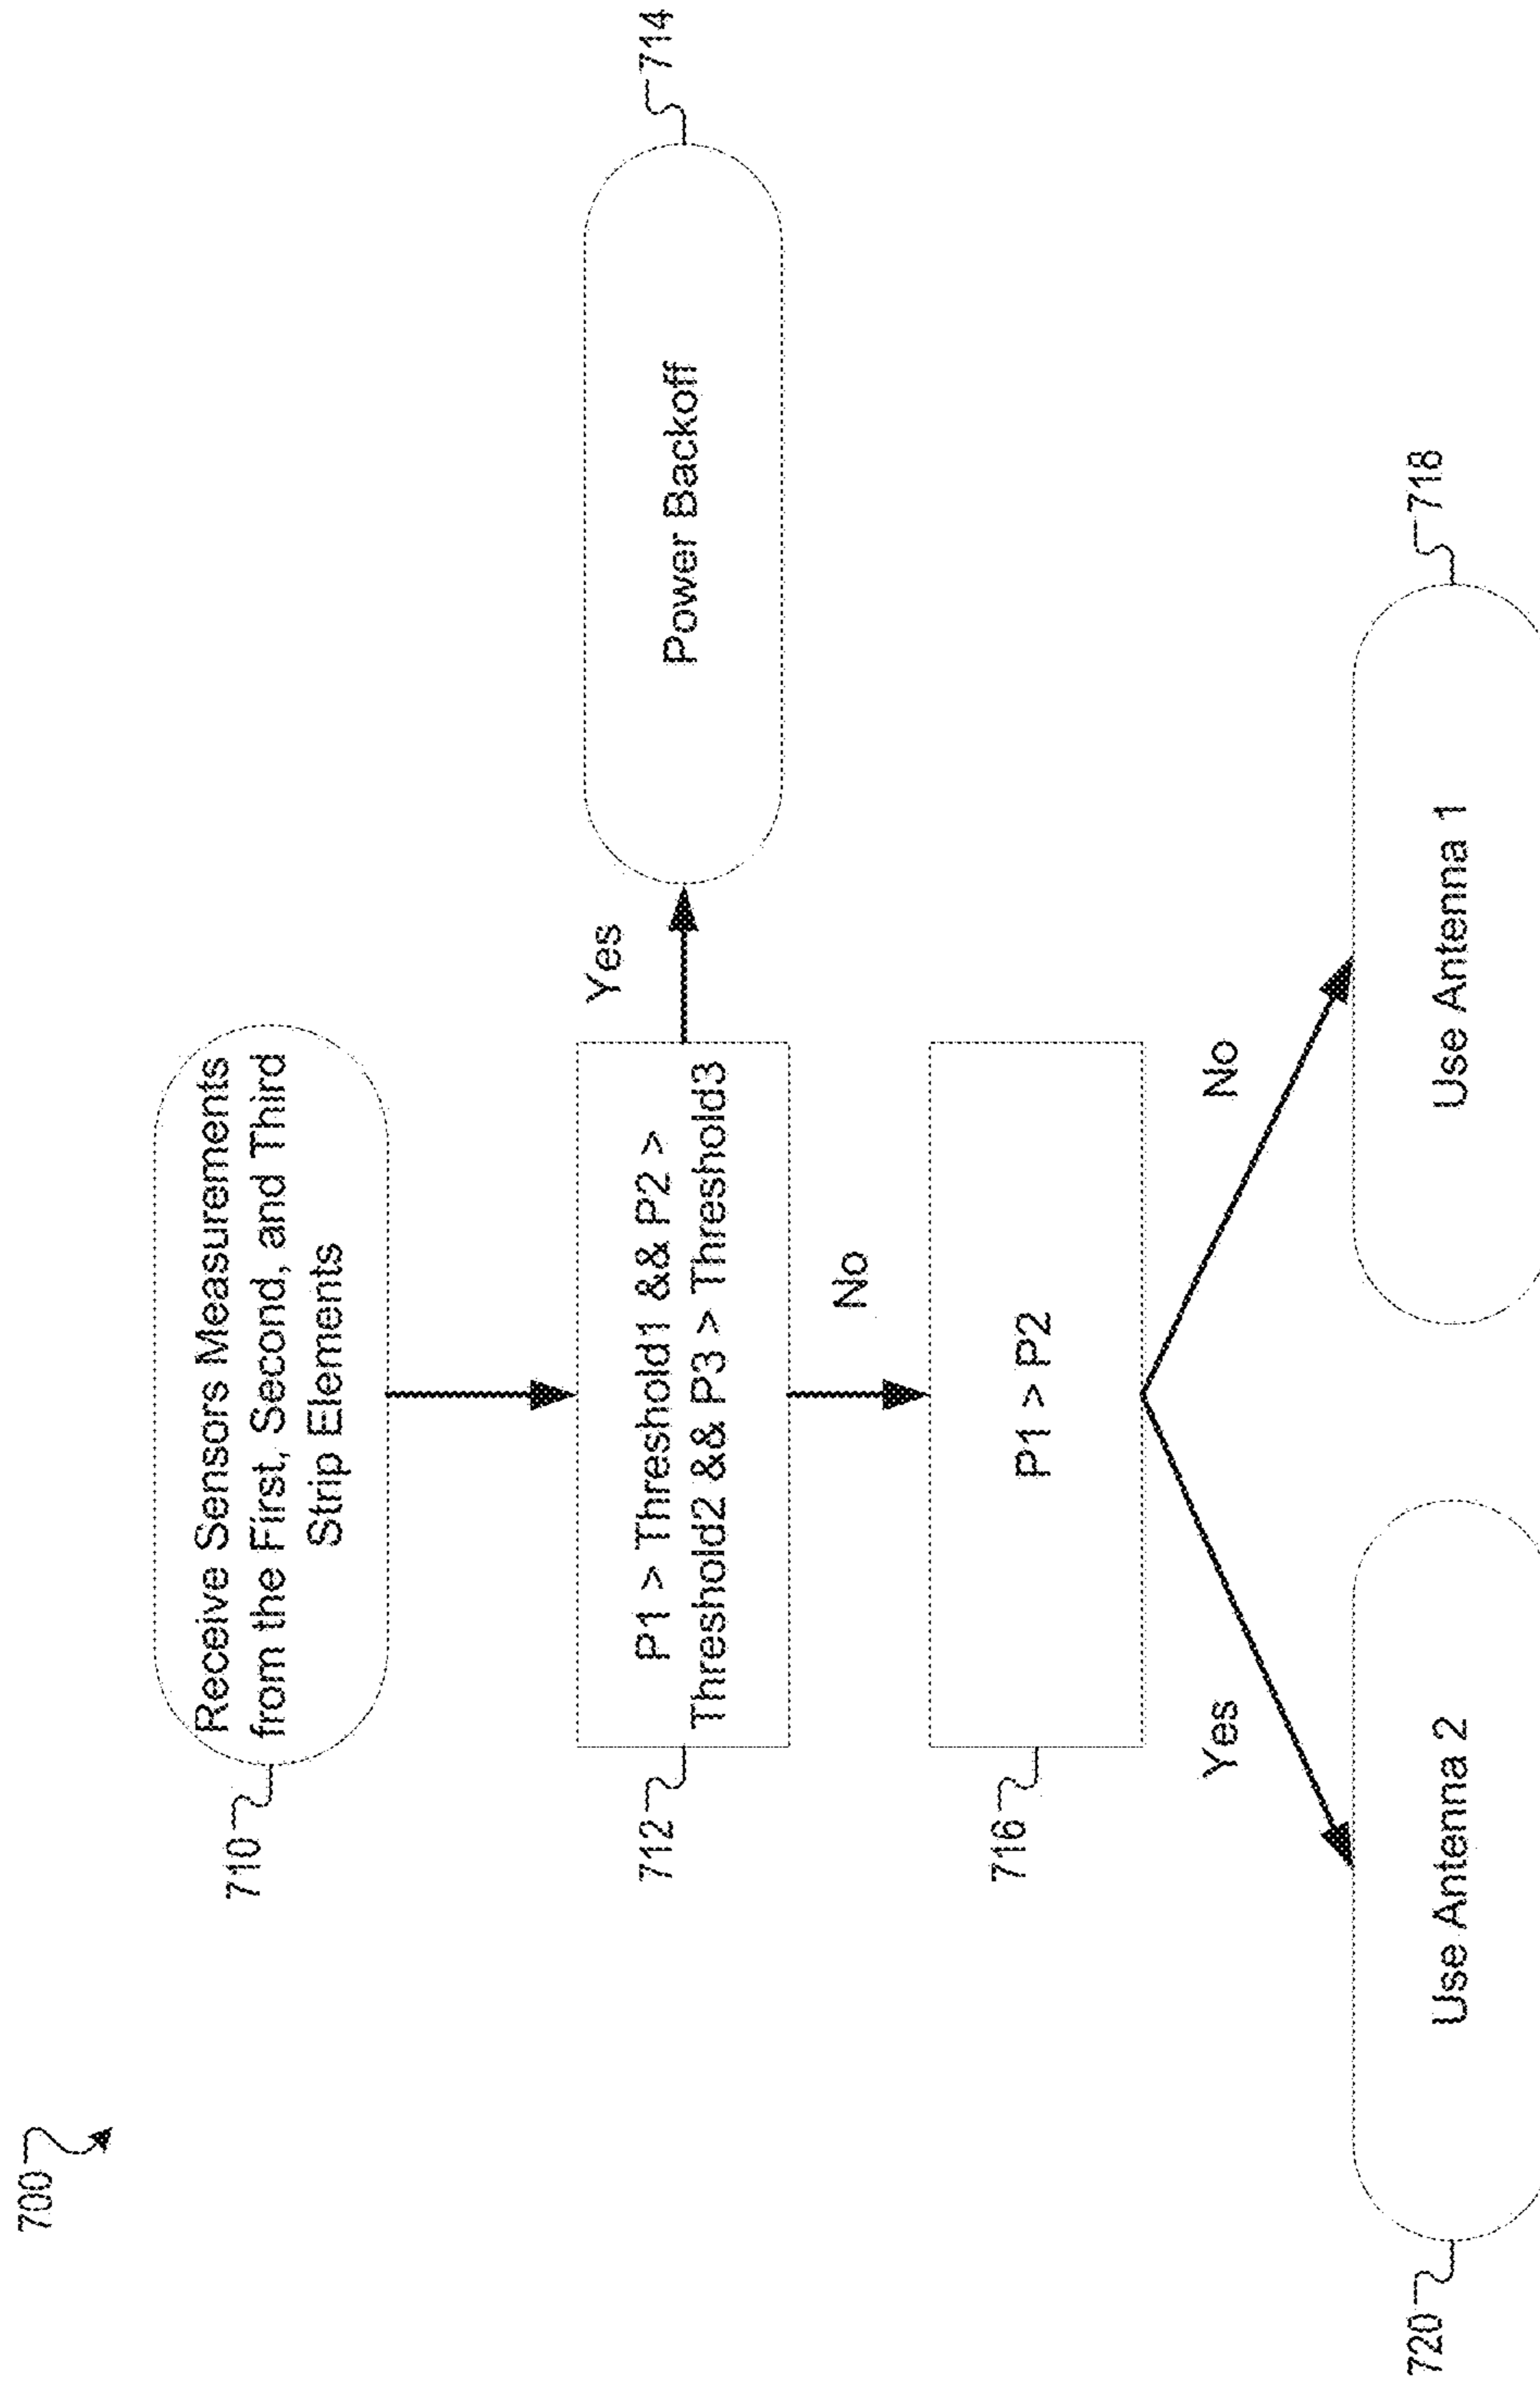 700
710
Receive Sensors Measurements
from the First, Second, and Third
Strip Elements
712
P1 > Threshold1 && P2 >
Threshold2 && P3 > Threshold3
Yes
Power Backoff
714
No
716
P1 > P2
Yes
No
720
Use Antenna 2
Use Antenna 1
718